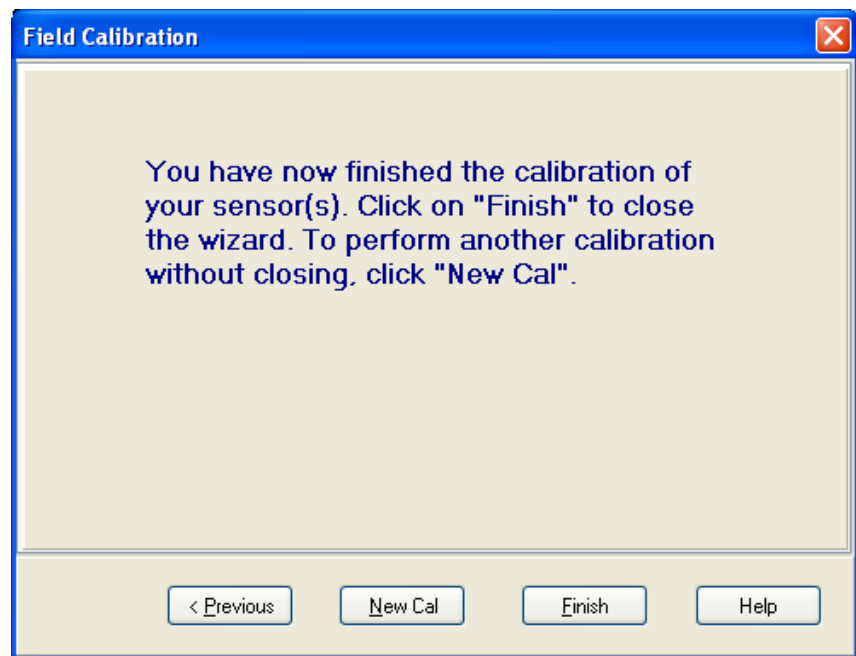 Field Calibration
You have now finished the calibration of
your sensor(s). Click on "Finish" to close
the wizard. To perform another calibration
without closing, click "New Cal".
< Previous New Cal Finish Help